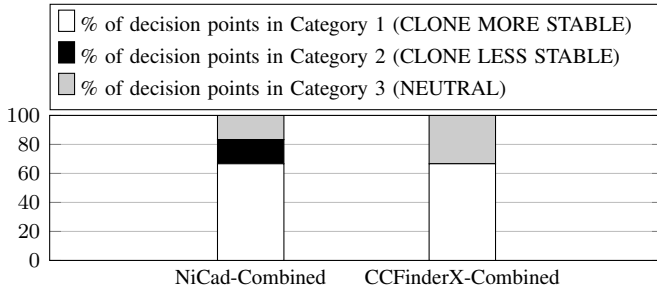 % of decision points in Category 1 (CLONE MORE STABLE)
% of decision points in Category 2 (CLONE LESS STABLE)
% of decision points in Category 3 (NEUTRAL)
100
80
60
40
20
0
NiCad-Combined CCFinderX-Combined